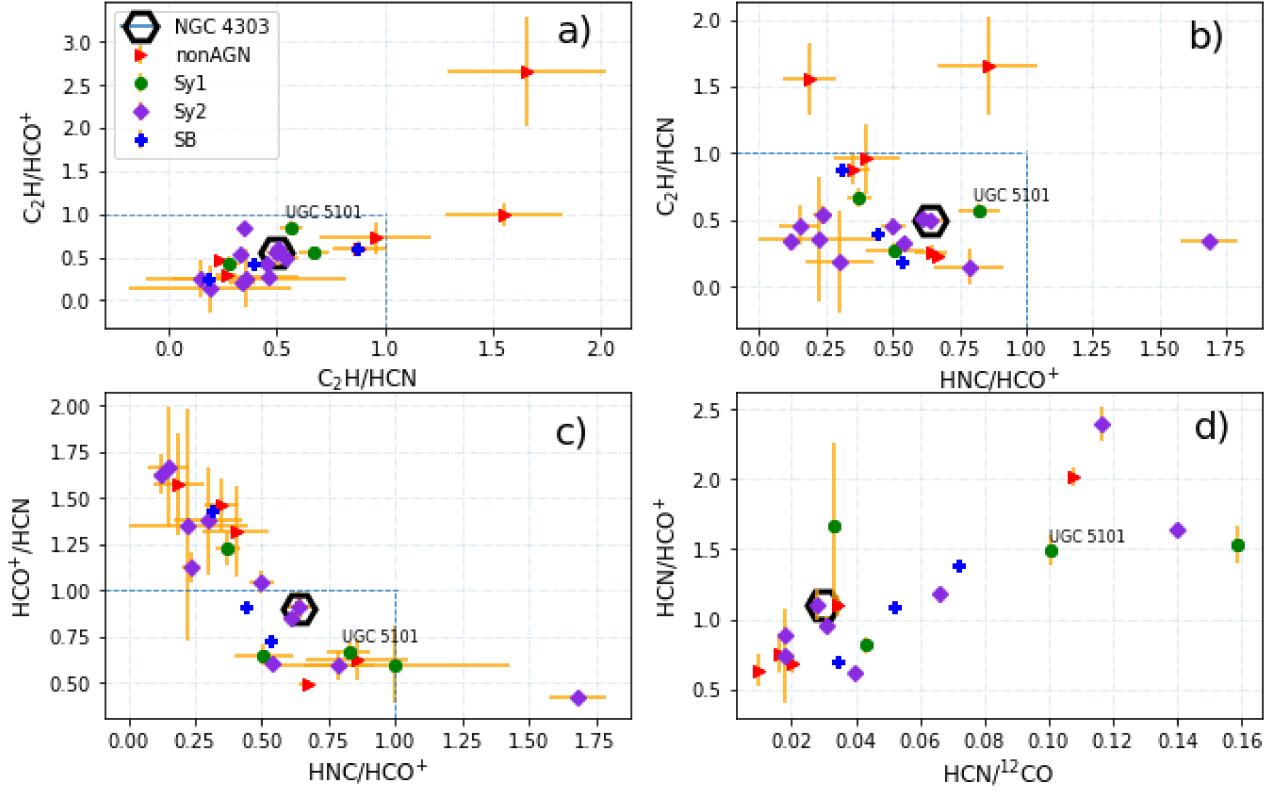 a)
NGC 4303
nonAGN
Sy1
Sy2
SB
UGC 5101
3.0
2.5
2.0
1.5
1.0
0.5
0.0
C₂H/HCO⁺
0.0 0.5 1.0 1.5 2.0
C₂H/HCN
b)
UGC 5101
2.0
1.5
1.0
0.5
0.0
C₂H/HCN
0.00 0.25 0.50 0.75 1.00 1.25 1.50 1.75
HNC/HCO⁺
c)
UGC 5101
2.00
1.75
1.50
1.25
1.00
0.75
0.50
HCO⁺/HCN
0.00 0.25 0.50 0.75 1.00 1.25 1.50 1.75
HNC/HCO⁺
d)
UGC 5101
2.5
2.0
1.5
1.0
0.5
HCN/HCO⁺
0.02 0.04 0.06 0.08 0.10 0.12 0.14 0.16
HCN/¹²CO